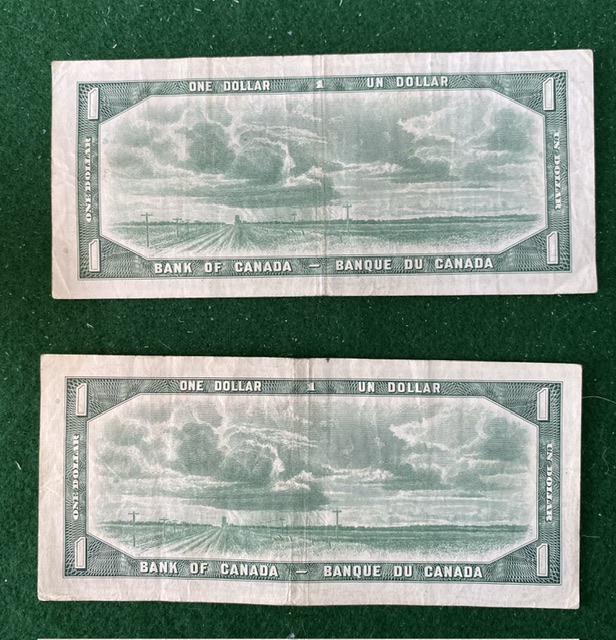 ONE DOLLAR 1 UN DOLLAR
1 1
ONE DOLLAR
UN DOLLAR
1 1
BANK OF CANADA — BANQUE DU CANADA
ONE DOLLAR 1 UN DOLLAR
1 1
ONE DOLLAR
UN DOLLAR
1 1
BANK OF CANADA — BANQUE DU CANADA